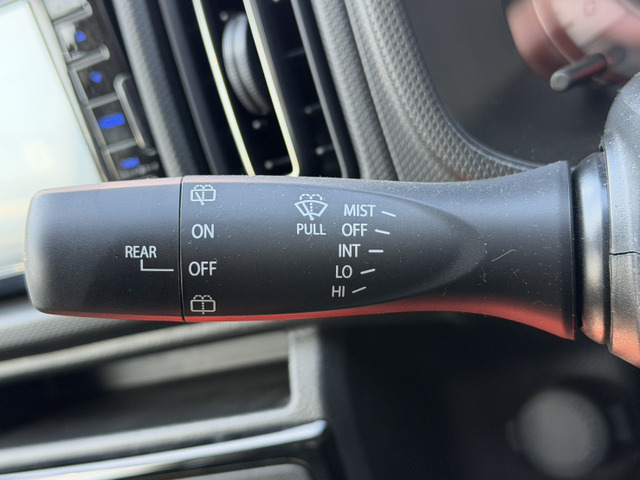 ON
REAR OFF
PULL
MIST
OFF
INT
LO
HI